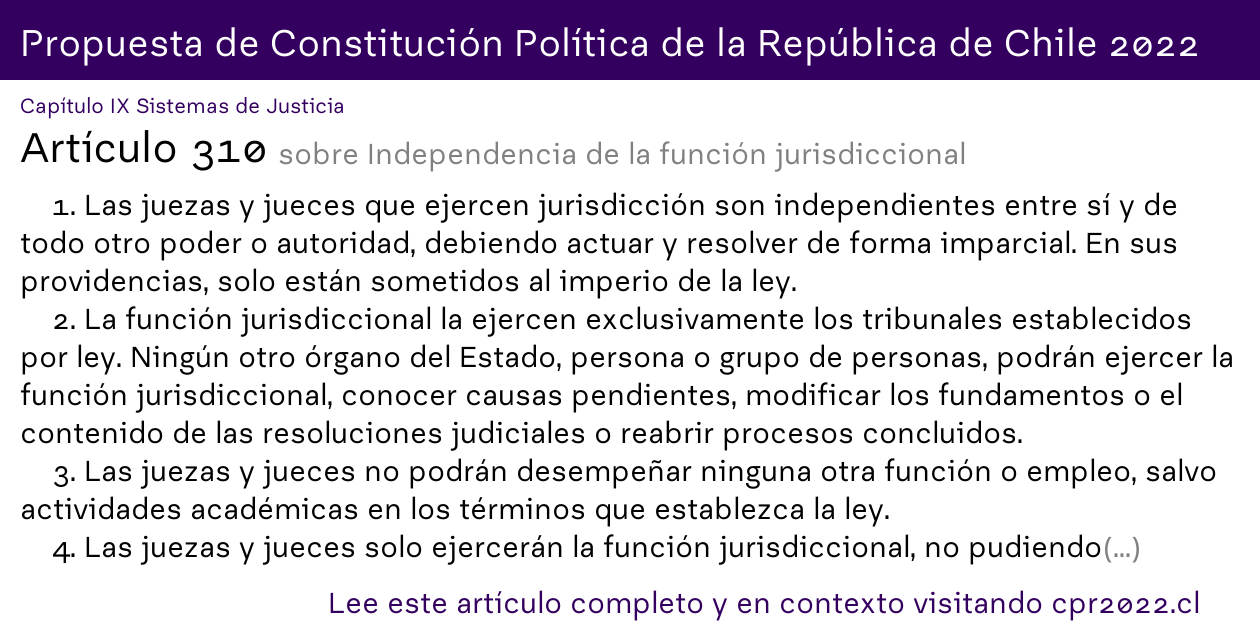 Propuesta de Constitución Política de la República de Chile 2022
Capítulo IX Sistemas de Justicia
Artículo 310 sobre Independencia de la función jurisdiccional
1. Las juezas y jueces que ejercen jurisdicción son independientes entre sí y de
todo otro poder o autoridad, debiendo actuar y resolver de forma imparcial. En sus
providencias, solo están sometidos al imperio de la ley.
2. La función jurisdiccional la ejercen exclusivamente los tribunales establecidos
por ley. Ningún otro órgano del Estado, persona o grupo de personas, podrán ejercer la
función jurisdiccional, conocer causas pendientes, modificar los fundamentos o el
contenido de las resoluciones judiciales o reabrir procesos concluidos.
3. Las juezas y jueces no podrán desempeñar ninguna otra función o empleo, salvo
actividades académicas en los términos que establezca la ley.
4. Las juezas y jueces solo ejercerán la función jurisdiccional, no pudiendo(...)
Lee este artículo completo y en contexto visitando cpr2022.cl